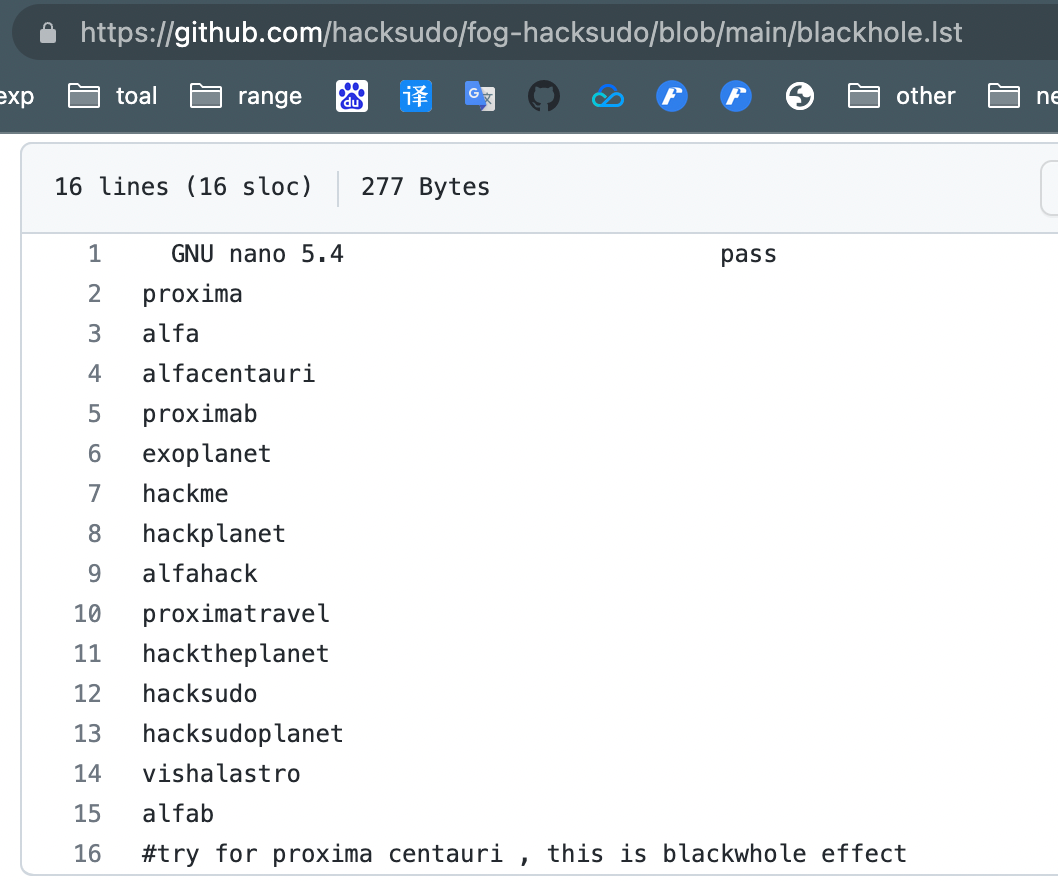 https://github.com/hacksudo/fog-hacksudo/blob/main/blackhole.lst
exp toal range du 译 G 文 other ne
16 lines (16 sloc) 277 Bytes
1 GNU nano 5.4 pass
2 proxima
3 alfa
4 alfacentauri
5 proximab
6 exoplanet
7 hackme
8 hackplanet
9 alfahack
10 proximatravel
11 hacktheplanet
12 hacksudo
13 hacksudoplanet
14 vishalastro
15 alfab
16 #try for proxima centauri , this is blackwhole effect